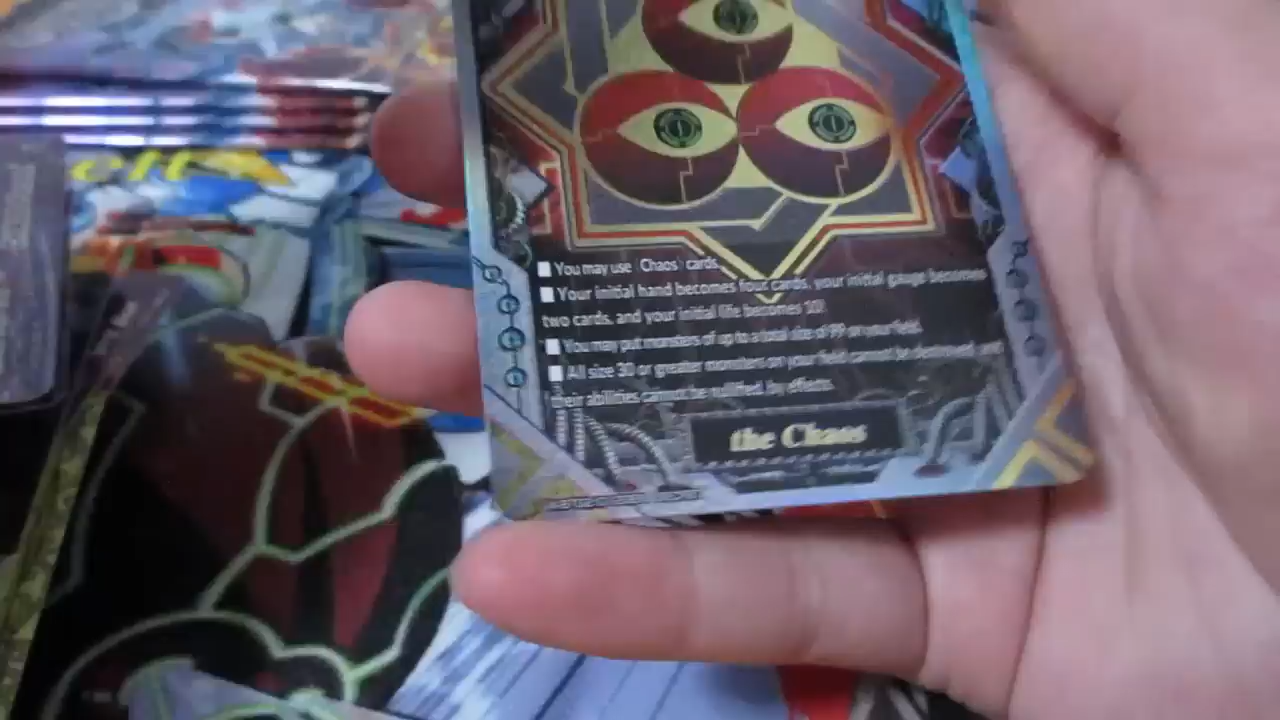 ■ You may use "Chaos" cards.
■ Your initial hand becomes four cards, your initial gauge becomes
two cards, and your initial life becomes 10!
■ You may put monsters of up to a total size of 99 on your field.
■ All size 30 or greater monsters on your field cannot be destroyed, and
their abilities cannot be nullified, by effects.
the Chaos